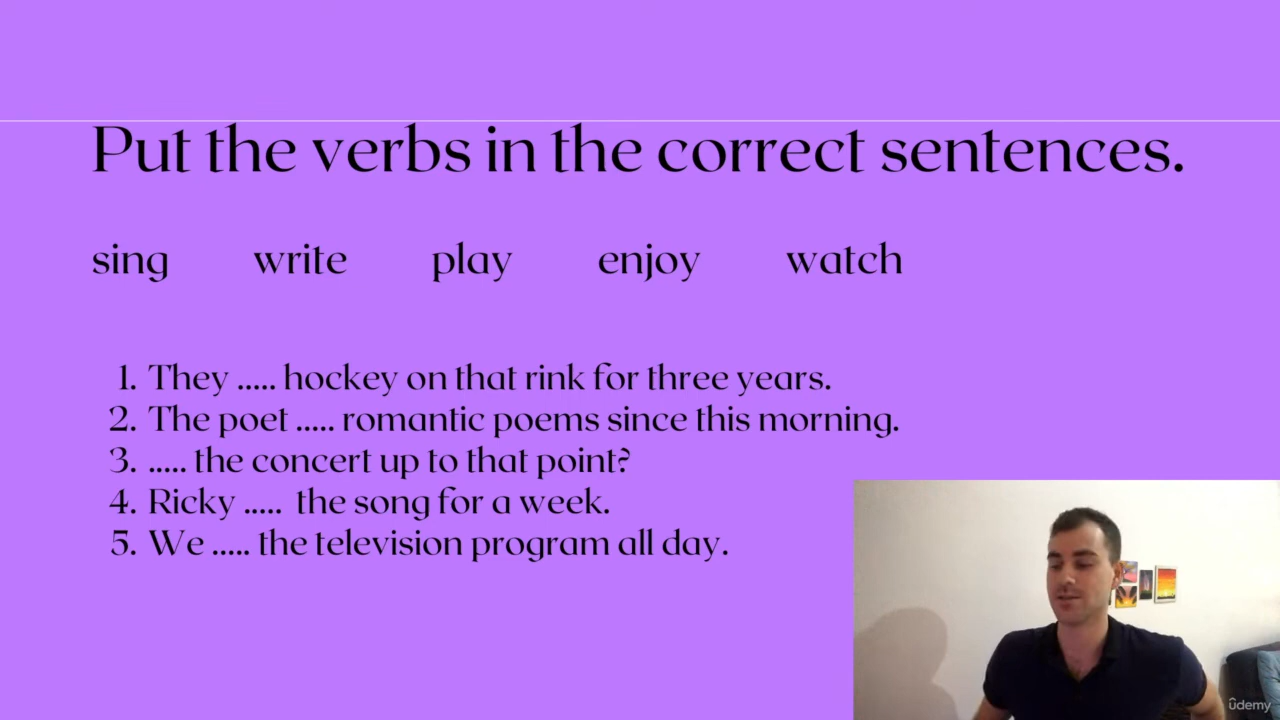 Put the verbs in the correct sentences.
sing write play enjoy watch
1. They ..... hockey on that rink for three years.
2. The poet ..... romantic poems since this morning.
3. ..... the concert up to that point?
4. Ricky ..... the song for a week.
5. We ..... the television program all day.
ûdemy